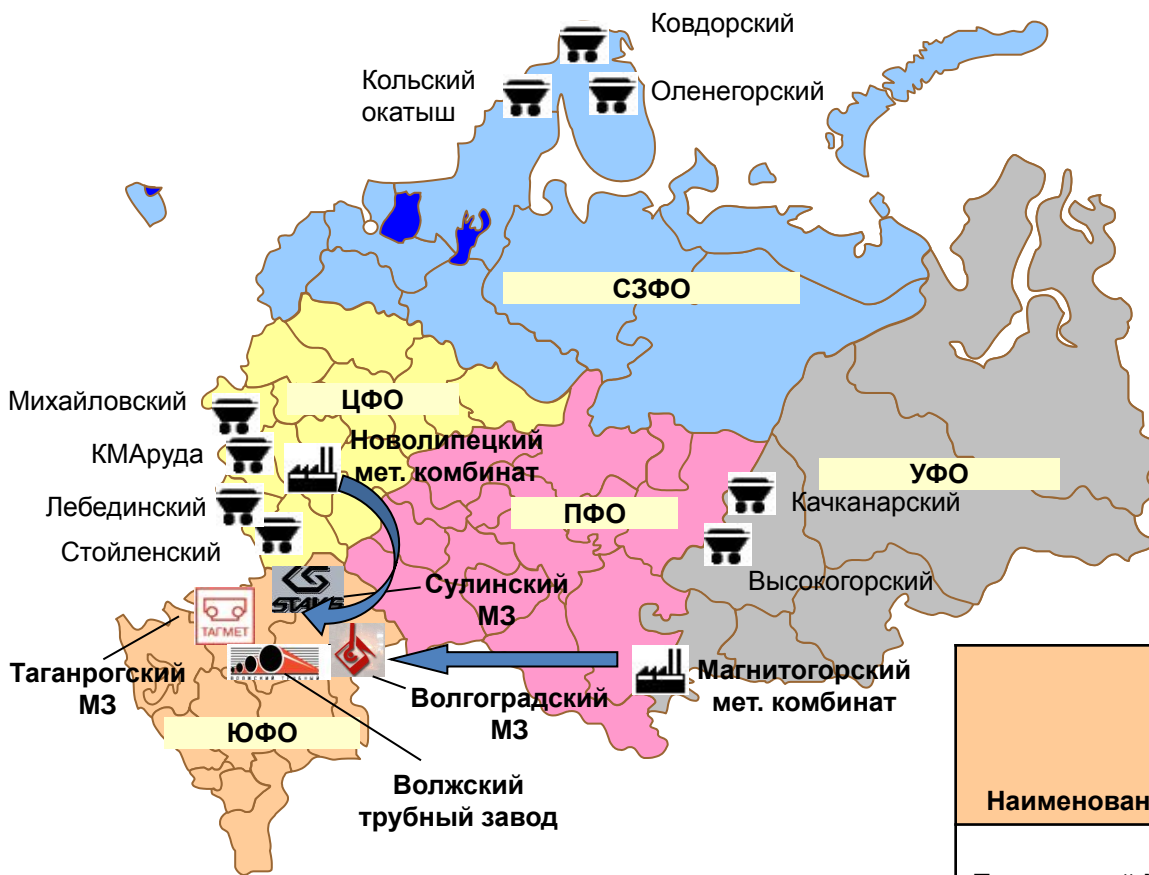 Ковдорский
Кольский
окатыш
Оленегорский
СЗФО
Михайловский
ЦФО
КМАруда
Новолипецкий
мет. комбинат
Лебединский
Стойленский
ПФО
УФО
Качканарский
Высокогорский
STAV'S
Сулинский
МЗ
ТАГМЕТ
Таганрогский
МЗ
Волгоградский
МЗ
Магнитогорский
мет. комбинат
ЮФО
Волжский
трубный завод
Наименован